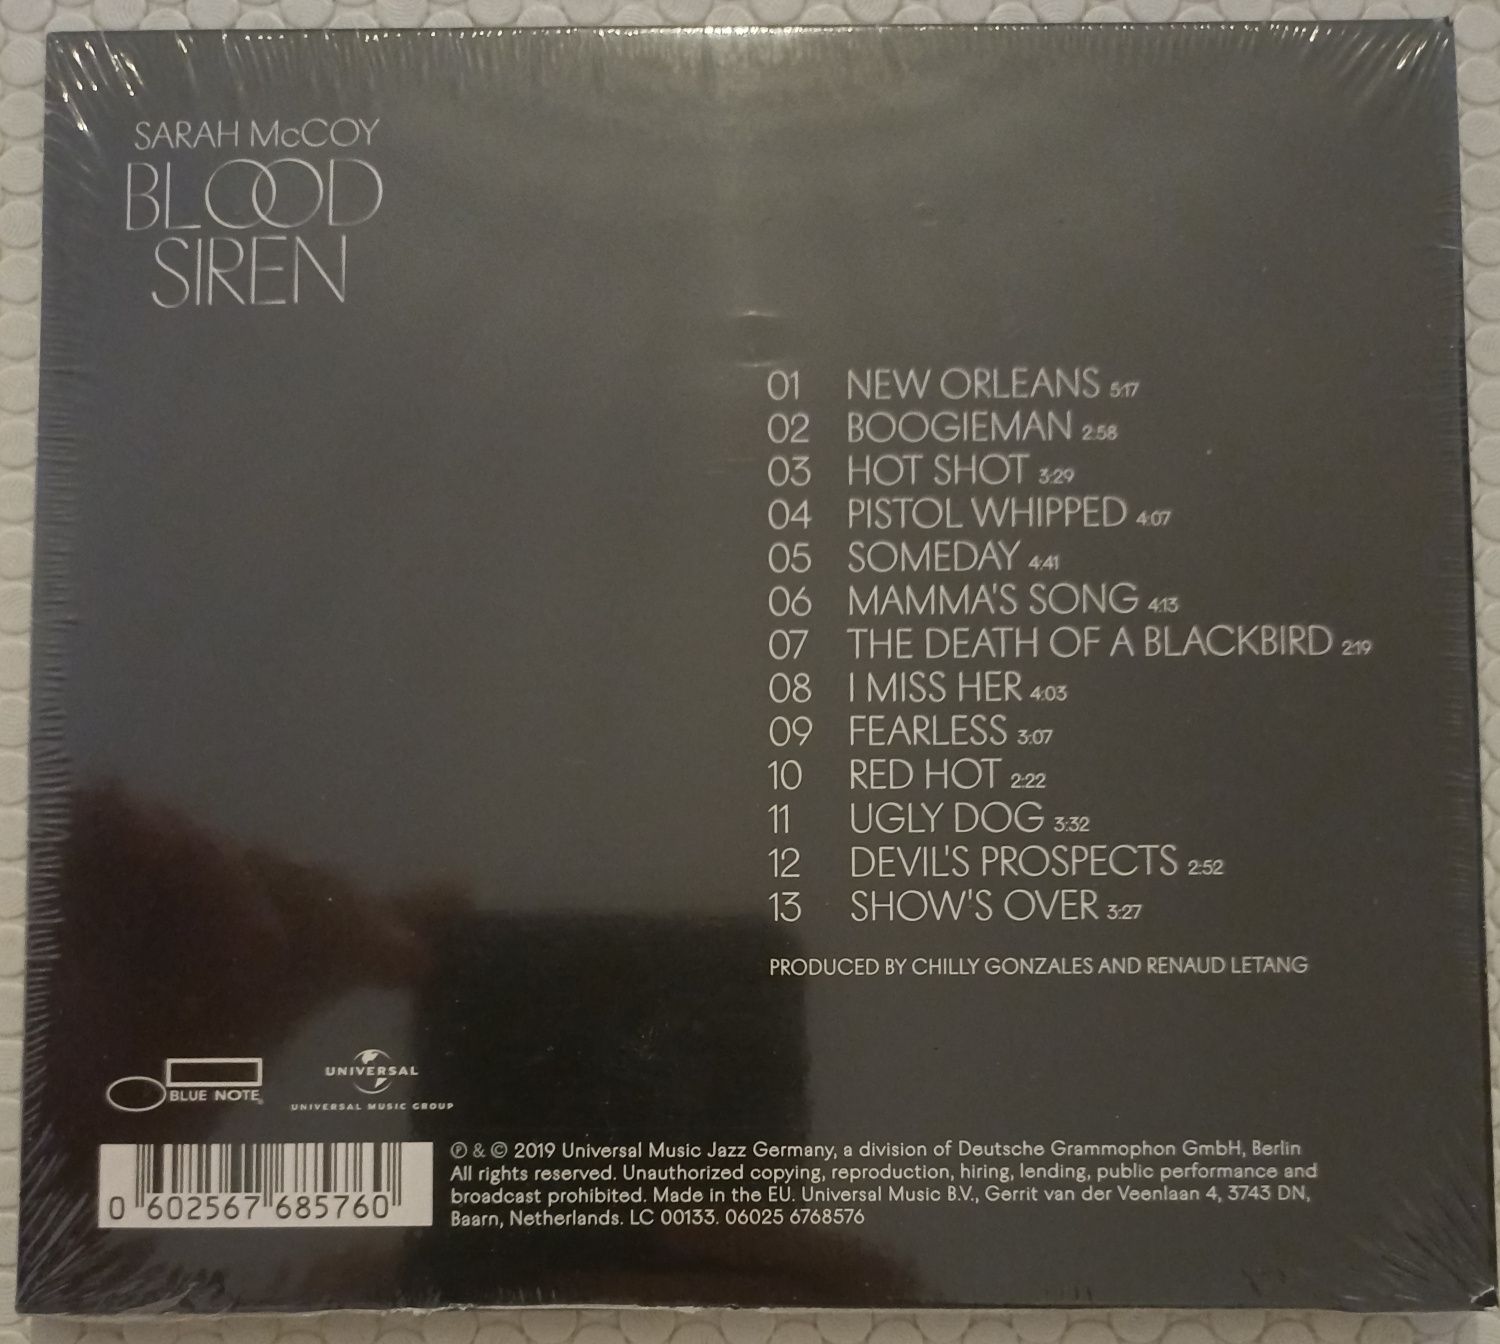 SARAH McCOY
BLOOD
SIREN
01 NEW ORLEANS 5:17
02 BOOGIEMAN 2:58
03 HOT SHOT 3:29
04 PISTOL WHIPPED 4:07
05 SOMEDAY 4:41
06 MAMMA'S SONG 4:13
07 THE DEATH OF A BLACKBIRD 2:19
08 I MISS HER 4:03
09 FEARLESS 3:07
10 RED HOT 2:22
11 UGLY DOG 3:32
12 DEVIL'S PROSPECTS 2:52
13 SHOW'S OVER 3:27
PRODUCED BY CHILLY GONZALES AND RENAUD LETANG
BLUE NOTE
UNIVERSAL
UNIVERSAL MUSIC GROUP
0 602567 685760
℗ & © 2019 Universal Music Jazz Germany, a division of Deutsche Grammophon GmbH, Berlin
All rights reserved. Unauthorized copying, reproduction, hiring, lending, public performance and
broadcast prohibited. Made in the EU. Universal Music B.V., Gerrit van der Veenlaan 4, 3743 DN,
Baarn, Netherlands. LC 00133. 06025 6768576